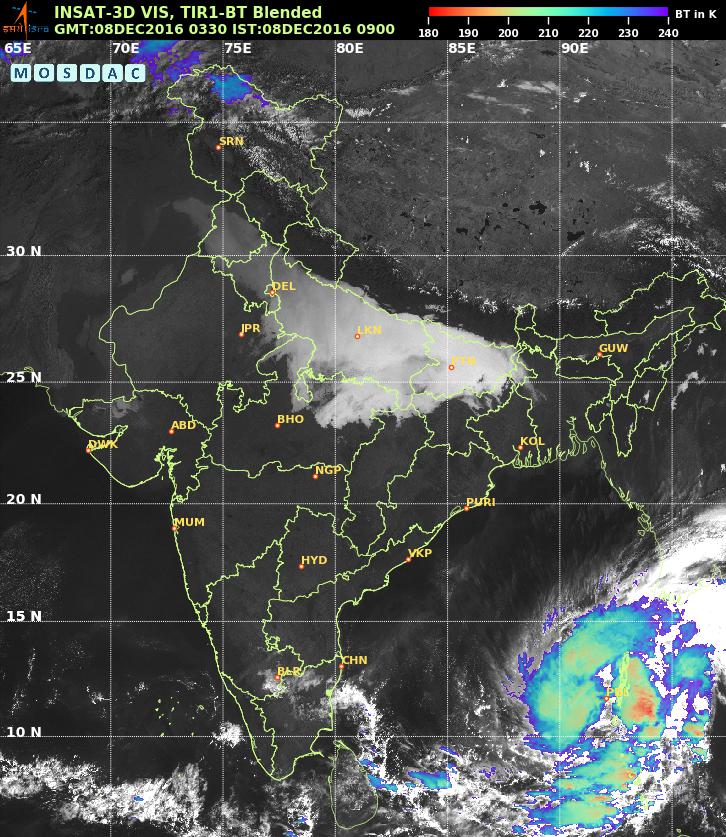 INSAT-3D VIS, TIR1-BT Blended
GMT:08DEC2016 0330 IST:08DEC2016 0900
BT in K
180 190 200 210 220 230 240
65E 70E 75E 80E 85E 90E
MOSDAC
SRN
30 N
DEL
JPR
LKN
PTN
GUW
25 N
ABD
BHO
DWK
KOL
NGP
20 N
PURI
MUM
VKP
HYD
15 N
CHN
BLR
10 N